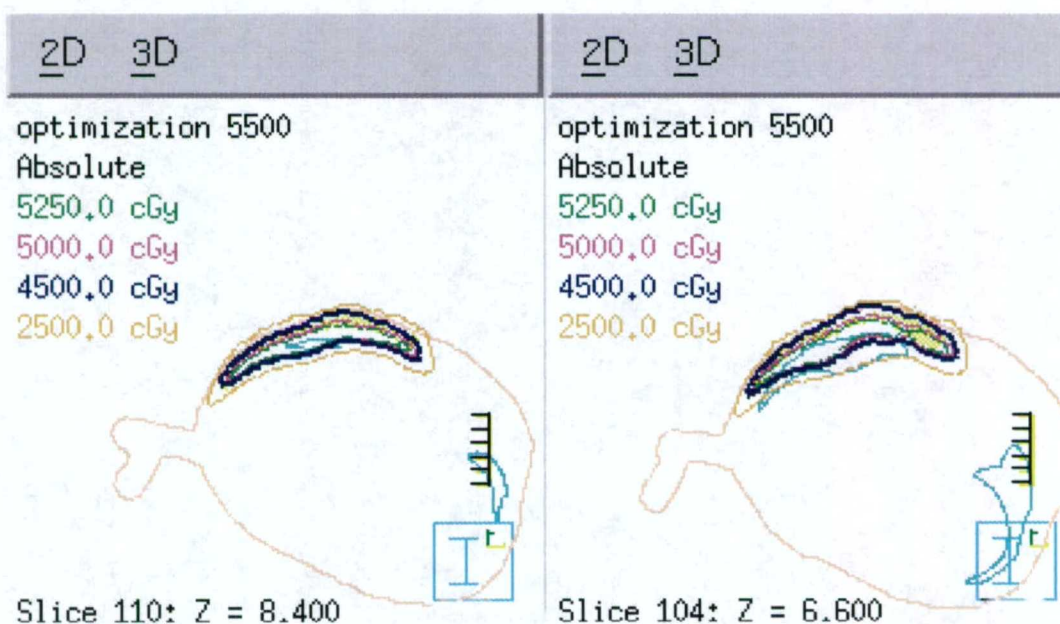 2D 3D
optimization 5500
Absolute
5250.0 cGy
5000.0 cGy
4500.0 cGy
2500.0 cGy
Slice 110: Z = 8.400
2D 3D
optimization 5500
Absolute
5250.0 cGy
5000.0 cGy
4500.0 cGy
2500.0 cGy
Slice 104: Z = 6.600